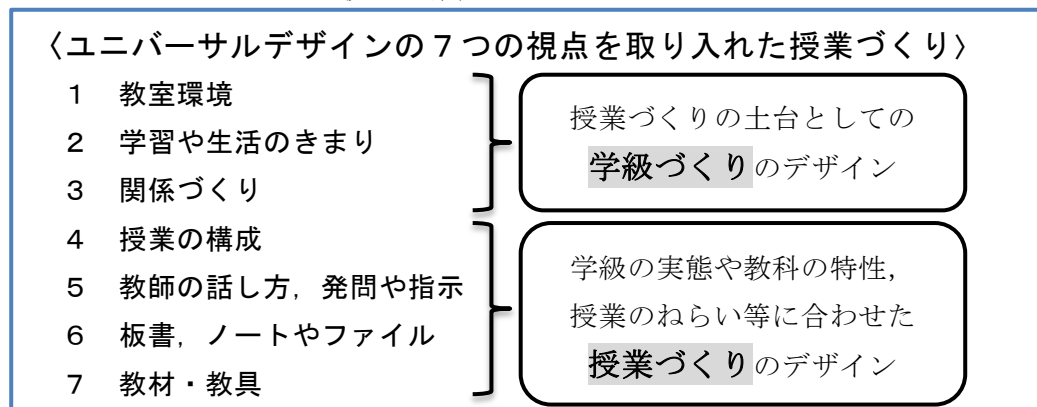 〈ユニバーサルデザインの７つの視点を取り入れた授業づくり〉
１　教室環境
２　学習や生活のきまり
３　関係づくり
授業づくりの土台としての
学級づくりのデザイン
４　授業の構成
５　教師の話し方，発問や指示
６　板書，ノートやファイル
７　教材・教具
学級の実態や教科の特性，
授業のねらい等に合わせた
授業づくりのデザイン